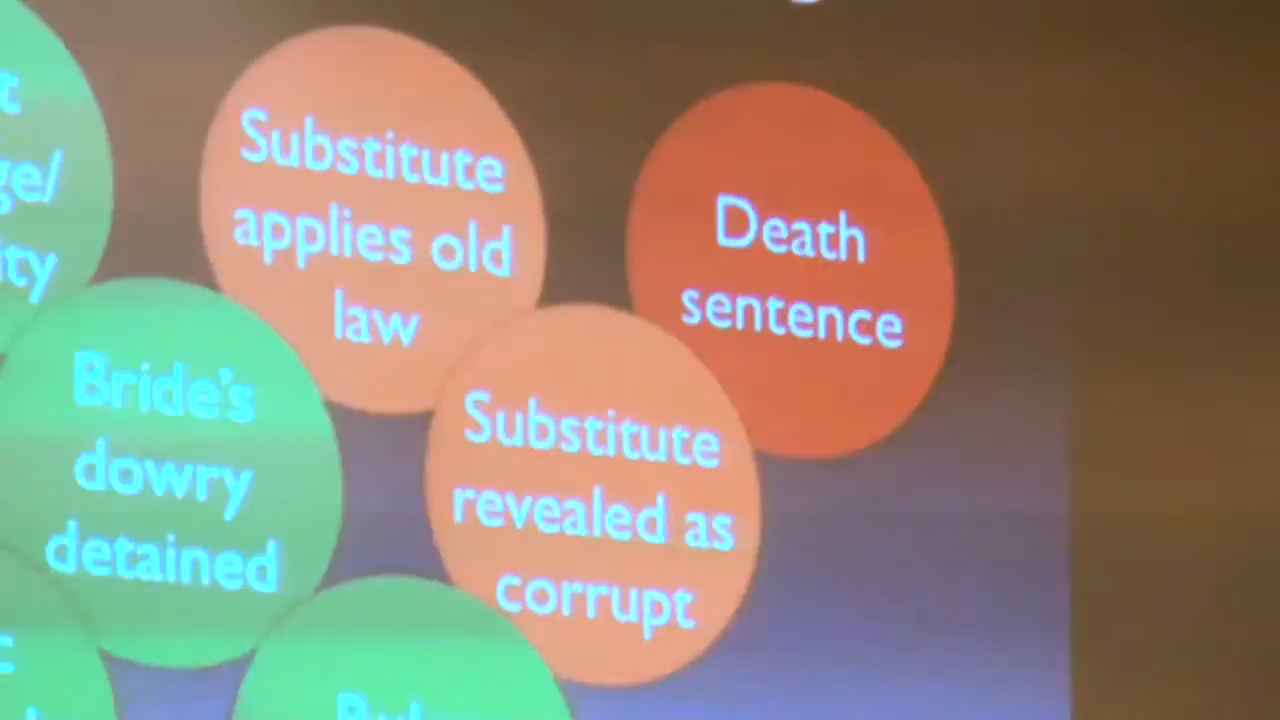 Substitute
applies old
law
Death
sentence
Bride's
dowry
detained
Substitute
revealed as
corrupt